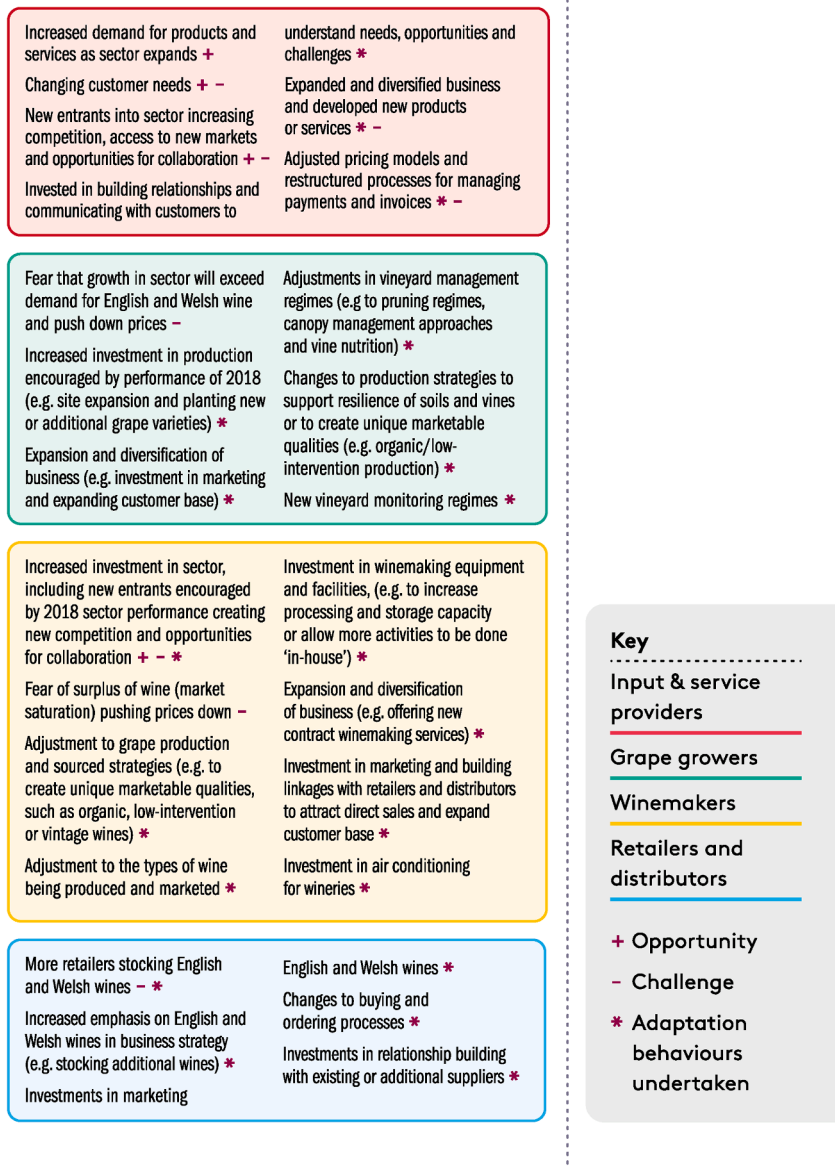 Increased demand for products and
services as sector expands +
Changing customer needs + –
New entrants into sector increasing
competition, access to new markets
and opportunities for collaboration + –
Invested in building relationships and
communicating with customers to
understand needs, opportunities and
challenges *
Expanded and diversified business
and developed new products
or services * –
Adjusted pricing models and
restructured processes for managing
payments and invoices * –
Fear that growth in sector will exceed
demand for English and Welsh wine
and push down prices –
Increased investment in production
encouraged by performance of 2018
(e.g. site expansion and planting new
or additional grape varieties) *
Expansion and diversification of
business (e.g. investment in marketing
and expanding customer base) *
Adjustments in vineyard management
regimes (e.g to pruning regimes,
canopy management approaches
and vine nutrition) *
Changes to production strategies to
support resilience of soils and vines
or to create unique marketable
qualities (e.g. organic/low-
intervention production) *
New vineyard monitoring regimes *
Increased investment in sector,
including new entrants encouraged
by 2018 sector performance creating
new competition and opportunities
for collaboration + – *
Fear of surplus of wine (market
saturation) pushing prices down –
Adjustment to grape production
and sourced strategies (e.g. to
create unique marketable qualities,
such as organic, low-intervention
or vintage wines) *
Adjustment to the types of wine
being produced and marketed *
Investment in winemaking equipment
and facilities, (e.g. to increase
processing and storage capacity
or allow more activities to be done
‘in-house’) *
Expansion and diversification
of business (e.g. offering new
contract winemaking services) *
Investment in marketing and building
linkages with retailers and distributors
to attract direct sales and expand
customer base *
Investment in air conditioning
for wineries *
More retailers stocking English
and Welsh wines – *
Increased emphasis on English and
Welsh wines in business strategy
(e.g. stocking additional wines) *
Investments in marketing
English and Welsh wines *
Changes to buying and
ordering processes *
Investments in relationship building
with existing or additional suppliers *
Key
Input & service
providers
Grape growers
Winemakers
Retailers and
distributors
+ Opportunity
– Challenge
* Adaptation
behaviours
undertaken